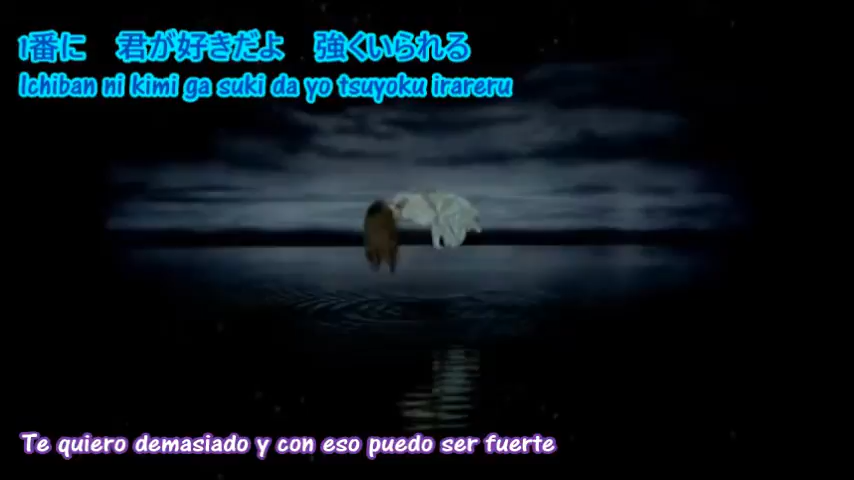 1番に　君が好きだよ　強くいられる
Ichiban ni kimi ga suki da yo tsuyoku irareru
Te quiero demasiado y con eso puedo ser fuerte